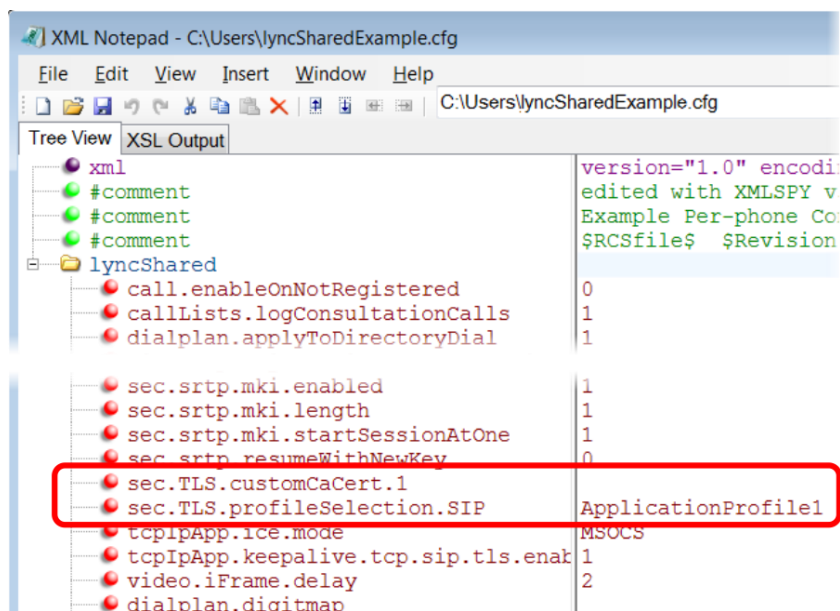 XML Notepad - C:\Users\lyncSharedExample.cfg
File Edit View Insert Window Help
C:\Users\lyncSharedExample.cfg
Tree View XSL Output
xml version="1.0" encodi
#comment edited with XMLSPY v
#comment Example Per-phone Co
#comment $RCSfile$ $Revision
lyncShared
call.enableOnNotRegistered 0
callLists.logConsultationCalls 1
dialplan.applyToDirectoryDial 1
sec.srtp.mki.enabled 1
sec.srtp.mki.length 1
sec.srtp.mki.startSessionAtOne 1
sec.srtp.resumeWithNewKey 0
sec.TLS.customCaCert.1
sec.TLS.profileSelection.SIP ApplicationProfile1
tcpIpApp.ice.mode MSOCS
tcpIpApp.keepalive.tcp.sip.tls.enab 1
video.iFrame.delay 2
dialplan.digitmap